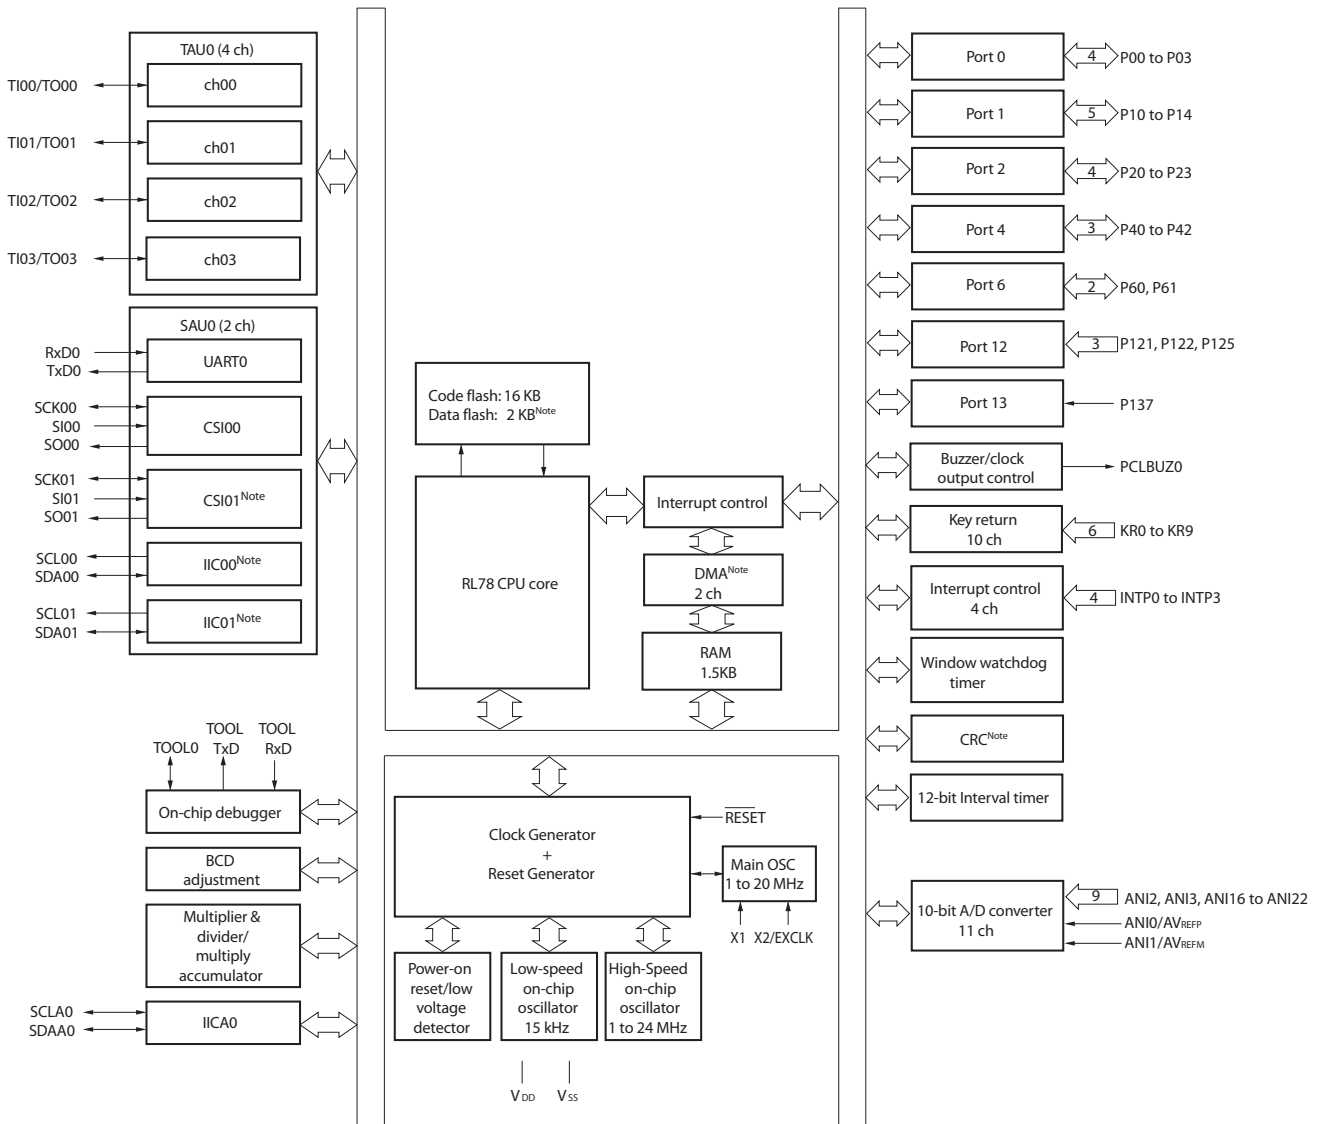 TAU0 (4 ch)
TI00/TO00
ch00
TI01/TO01
ch01
TI02/TO02
ch02
TI03/TO03
ch03
SAU0 (2 ch)
RxD0
TxD0
UART0
SCK00
SI00
SO00
CSI00
SCK01
SI01
SO01
CSI01Note
SCL00
SDA00
IIC00Note
SCL01
SDA01
IIC01Note
TOOL0
TOOL
TxD
TOOL
RxD
On-chip debugger
BCD
adjustment
Multiplier &
divider/
multiply
accumulator
SCLA0
SDAA0
IICA0
Code flash: 16 KB
Data flash: 2 KBNote
RL78 CPU core
Interrupt control
DMANote
2 ch
RAM
1.5KB
Clock Generator
+
Reset Generator
RESET
Main OSC
1 to 20 MHz
X1 X2/EXCLK
Power-on
reset/low
voltage
detector
Low-speed
on-chip
oscillator
15 kHz
High-Speed
on-chip
oscillator
1 to 24 MHz
VDD
VSS
Port 0
4
P00 to P03
Port 1
5
P10 to P14
Port 2
4
P20 to P23
Port 4
3
P40 to P42
Port 6
2
P60, P61
Port 12
3
P121, P122, P125
Port 13
P137
Buzzer/clock
output control
PCLBUZ0
Key return
10 ch
6
KR0 to KR9
Interrupt control
4 ch
4
INTP0 to INTP3
Window watchdog
timer
CRCNote
12-bit Interval timer
10-bit A/D converter
11 ch
9
ANI2, ANI3, ANI16 to ANI22
ANI0/AVREFP
ANI1/AVREFM